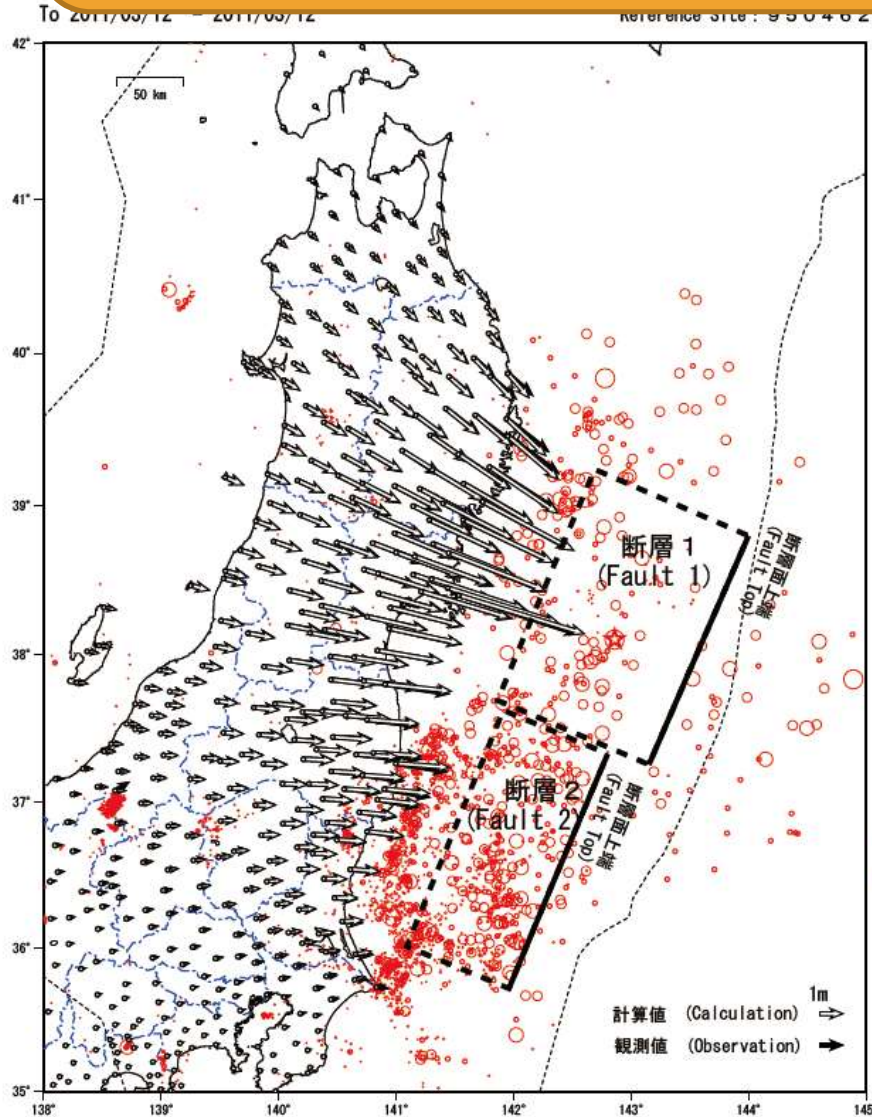 To 2011/03/12 - 2011/03/12
Reference Site : 950462
42°
50 km
41°
40°
39°
断層1
(Fault 1)
断層面上端
(Fault Top)
38°
37°
断層2
(Fault 2)
断層面上端
(Fault Top)
36°
1m
計算値 (Calculation)
観測値 (Observation)
35°
138° 139° 140° 141° 142° 143° 144° 145